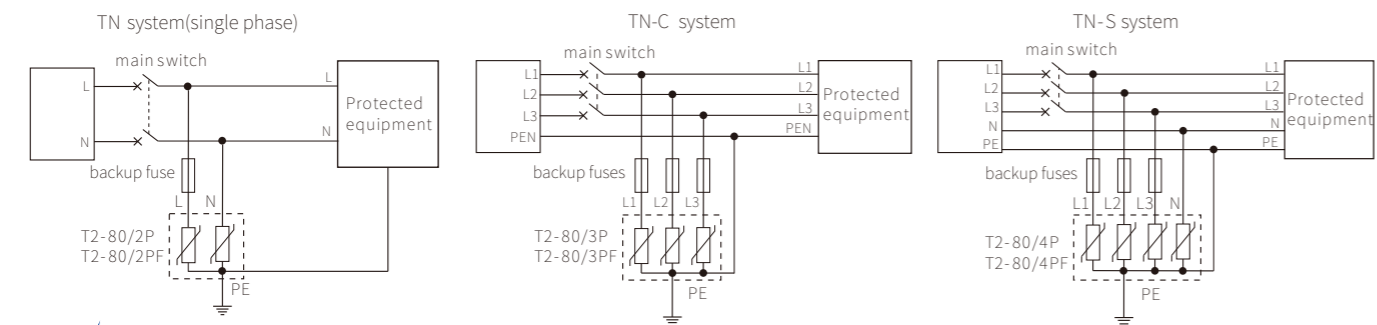 TN system(single phase)
main switch
L
N
L
N
Protected
equipment
backup fuse
L
N
T2-80/2P
T2-80/2PF
PE
TN-C system
main switch
L1
L2
L3
PEN
L1
L2
L3
PEN
Protected
equipment
backup fuses
L1 L2 L3
T2-80/3P
T2-80/3PF
PE
TN-S system
main switch
L1
L2
L3
N
PE
L1
L2
L3
N
PE
Protected
equipment
backup fuses
L1 L2 L3 N
T2-80/4P
T2-80/4PF
PE